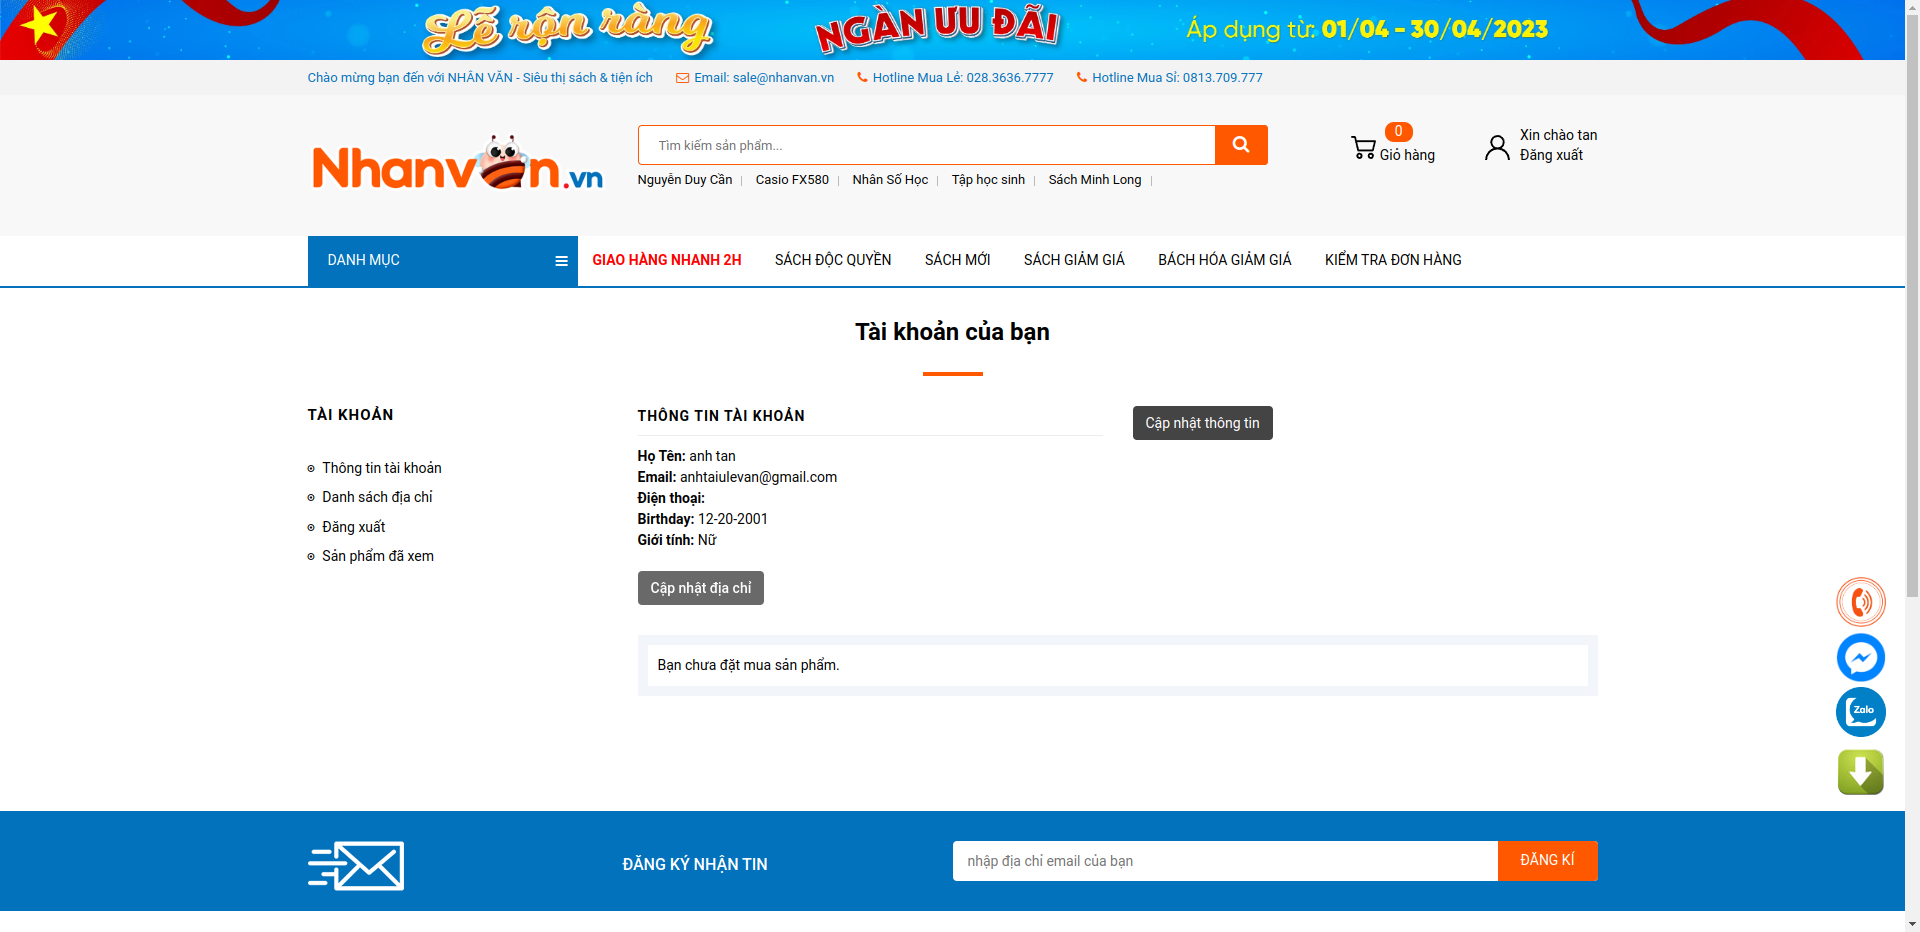 Lễ rộn ràng NGÀN ƯU ĐÃI Áp dụng từ: 01/04 - 30/04/2023
Chào mừng bạn đến với NHÂN VĂN - Siêu thị sách & tiện ích Email: sale@nhanvan.vn Hotline Mua Lẻ: 028.3636.7777 Hotline Mua Sỉ: 0813.709.777
Nhanvan.vn
Tìm kiếm sản phẩm...
Nguyễn Duy Cần Casio FX580 Nhân Số Học Tập học sinh Sách Minh Long
0
Giỏ hàng
Xin chào tan
Đăng xuất
DANH MỤC GIAO HÀNG NHANH 2H SÁCH ĐỘC QUYỀN SÁCH MỚI SÁCH GIẢM GIÁ BÁCH HÓA GIẢM GIÁ KIỂM TRA ĐƠN HÀNG
Tài khoản của bạn
TÀI KHOẢN
Thông tin tài khoản
Danh sách địa chỉ
Đăng xuất
Sản phẩm đã xem
THÔNG TIN TÀI KHOẢN
Họ Tên: anh tan
Email: anhtaiulevan@gmail.com
Điện thoại:
Birthday: 12-20-2001
Giới tính: Nữ
Cập nhật địa chỉ
Cập nhật thông tin
Bạn chưa đặt mua sản phẩm.
Zalo
ĐĂNG KÝ NHẬN TIN
nhập địa chỉ email của bạn
ĐĂNG KÍ